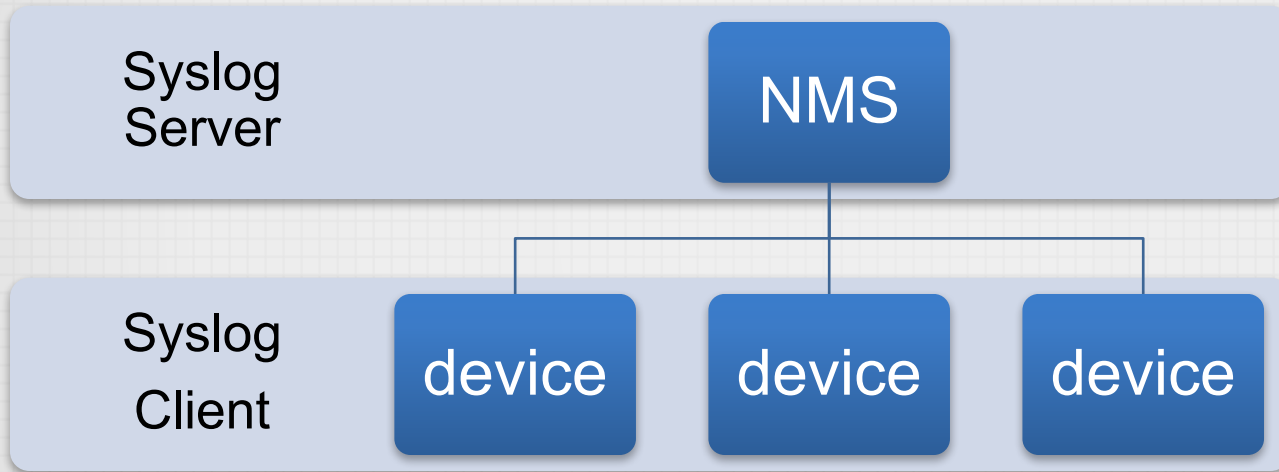 Syslog
Server
NMS
Syslog
Client
device
device
device